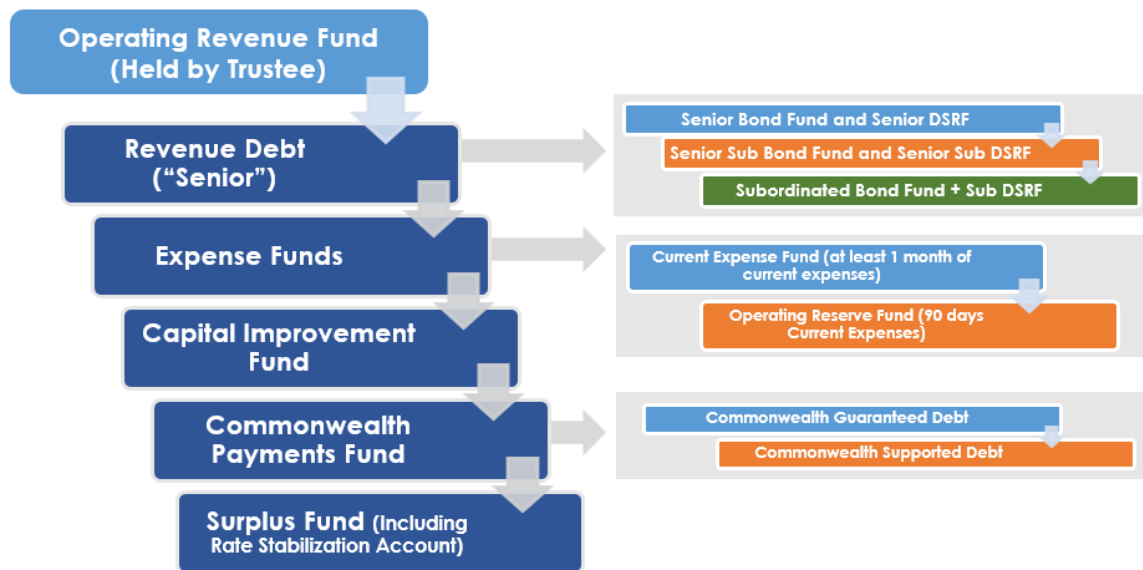 Operating Revenue Fund
(Held by Trustee)
Revenue Debt
("Senior")
Senior Bond Fund and Senior DSRF
Senior Sub Bond Fund and Senior Sub DSRF
Subordinated Bond Fund + Sub DSRF
Expense Funds
Current Expense Fund (at least 1 month of
current expenses)
Operating Reserve Fund (90 days
Current Expenses)
Capital Improvement
Fund
Commonwealth
Payments Fund
Commonwealth Guaranteed Debt
Commonwealth Supported Debt
Surplus Fund (Including
Rate Stabilization Account)